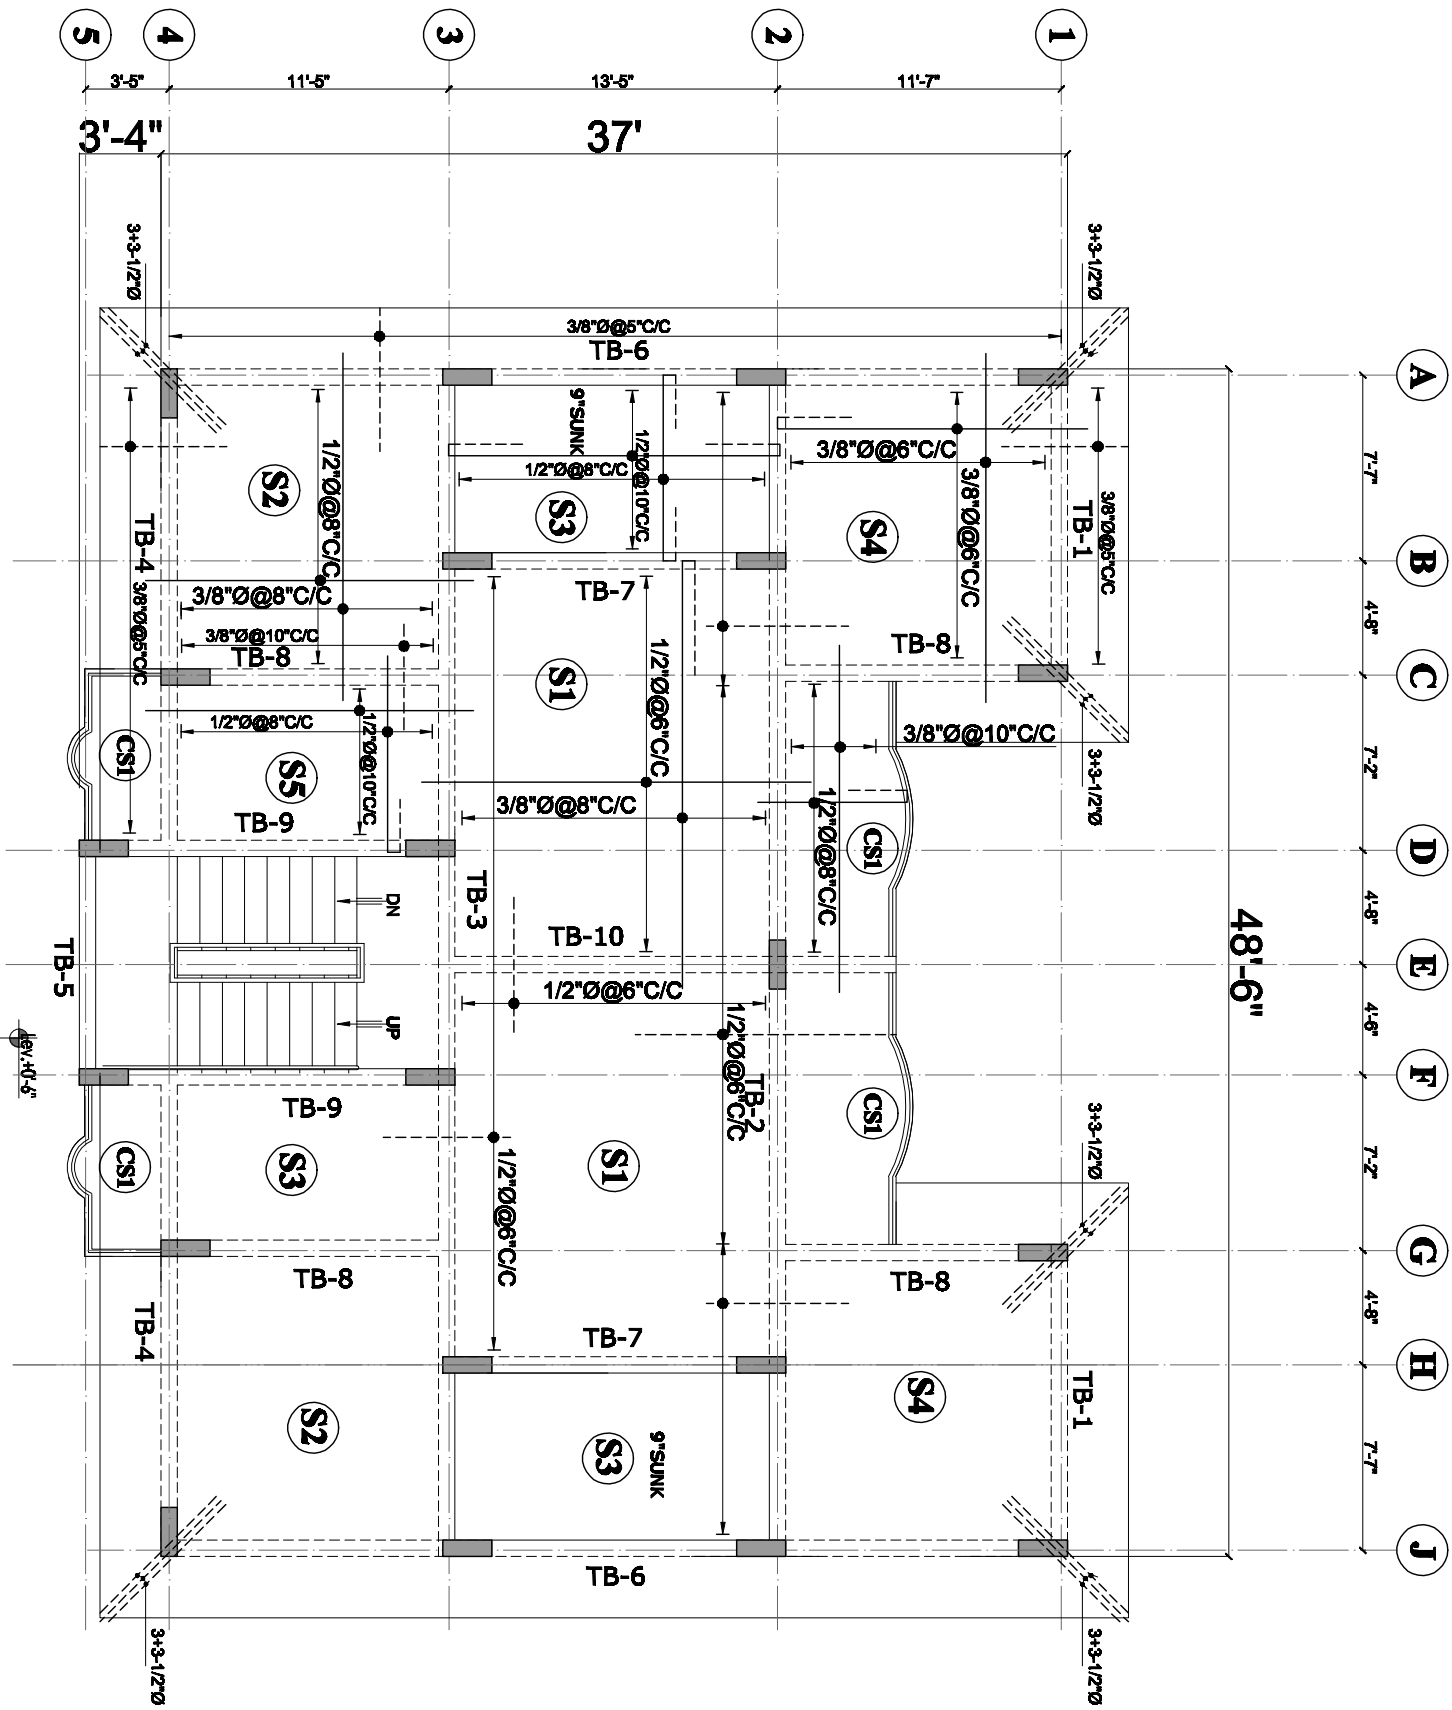 5
4
3
2
1
3'-5"
11'-5"
13'-5"
11'-7"
3'-4"
37'
3+3-1/2"Ø
3+3-1/2"Ø
3/8"Ø@5"C/C
TB-6
A
9"SUNK
1/2"Ø@10"C/C
1/2"Ø@8"C/C
3/8"Ø@6"C/C
7'-7"
S2
1/2"Ø@8"C/C
S3
S4
3/8"Ø@6"C/C
TB-1
3/8"Ø@5"C/C
TB-4
B
3/8"Ø@8"C/C
TB-7
3/8"Ø@5"C/C
3/8"Ø@10"C/C
TB-8
TB-8
4'-8"
S1
1/2"Ø@6"C/C
C
1/2"Ø@8"C/C
3/8"Ø@10"C/C
CS1
S5
1/2"Ø@10"C/C
7'-2"
3+3-1/2"Ø
TB-9
3/8"Ø@8"C/C
1/2"Ø@8"C/C
CS1
D
TB-3
DN
48'-6"
4'-8"
TB-10
TB-5
E
1/2"Ø@6"C/C
UP
1/2"Ø@6"C/C
4'-6"
lev.+0'-6"
F
TB-9
TB-2
CS1
CS1
S3
S1
3+3-1/2"Ø
7'-2"
1/2"Ø@6"C/C
G
TB-8
TB-8
TB-4
TB-7
4'-8"
H
S2
S3
9"SUNK
S4
TB-1
7'-7"
J
TB-6
3+3-1/2"Ø
3+3-1/2"Ø